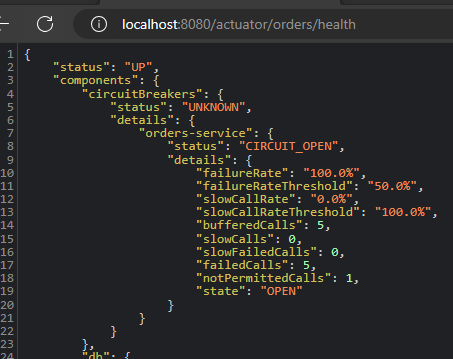 localhost:8080/actuator/orders/health
1 {
2     "status": "UP",
3     "components": {
4         "circuitBreakers": {
5             "status": "UNKNOWN",
6             "details": {
7                 "orders-service": {
8                     "status": "CIRCUIT_OPEN",
9                     "details": {
10                         "failureRate": "100.0%",
11                         "failureRateThreshold": "50.0%",
12                         "slowCallRate": "0.0%",
13                         "slowCallRateThreshold": "100.0%",
14                         "bufferedCalls": 5,
15                         "slowCalls": 0,
16                         "slowFailedCalls": 0,
17                         "failedCalls": 5,
18                         "notPermittedCalls": 1,
19                         "state": "OPEN"
20                     }
21                 }
22             }
23         },
24         "db": {